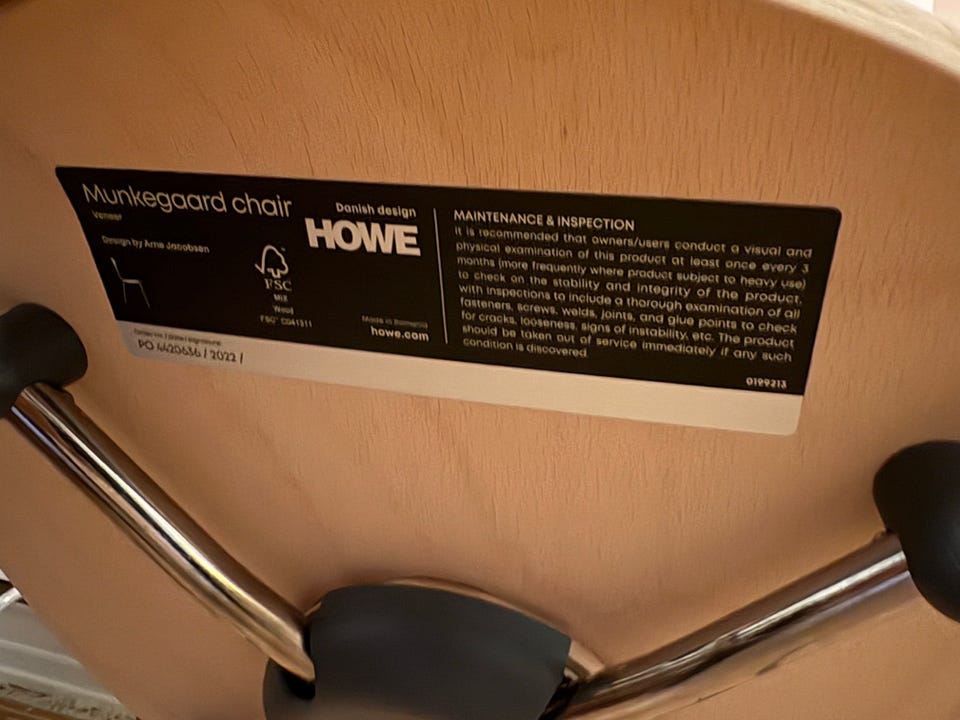 Munkegaard chair
Veneer
Design by Arne Jacobsen
FSC
MIX
Wood
Danish design
HOWE
Made in Romania
howe.com
PO 4420636 / 2022 /
MAINTENANCE & INSPECTION
It is recommended that owners/users conduct a visual and
physical examination of this product at least once every 3
months (more frequently where product subject to heavy use)
to check on the stability and integrity of the product,
with inspections to include a thorough examination of all
fasteners, screws, welds, joints, and glue points to check
for cracks, looseness, signs of instability, etc. The product
should be taken out of service immediately if any such
condition is discovered.
0199213